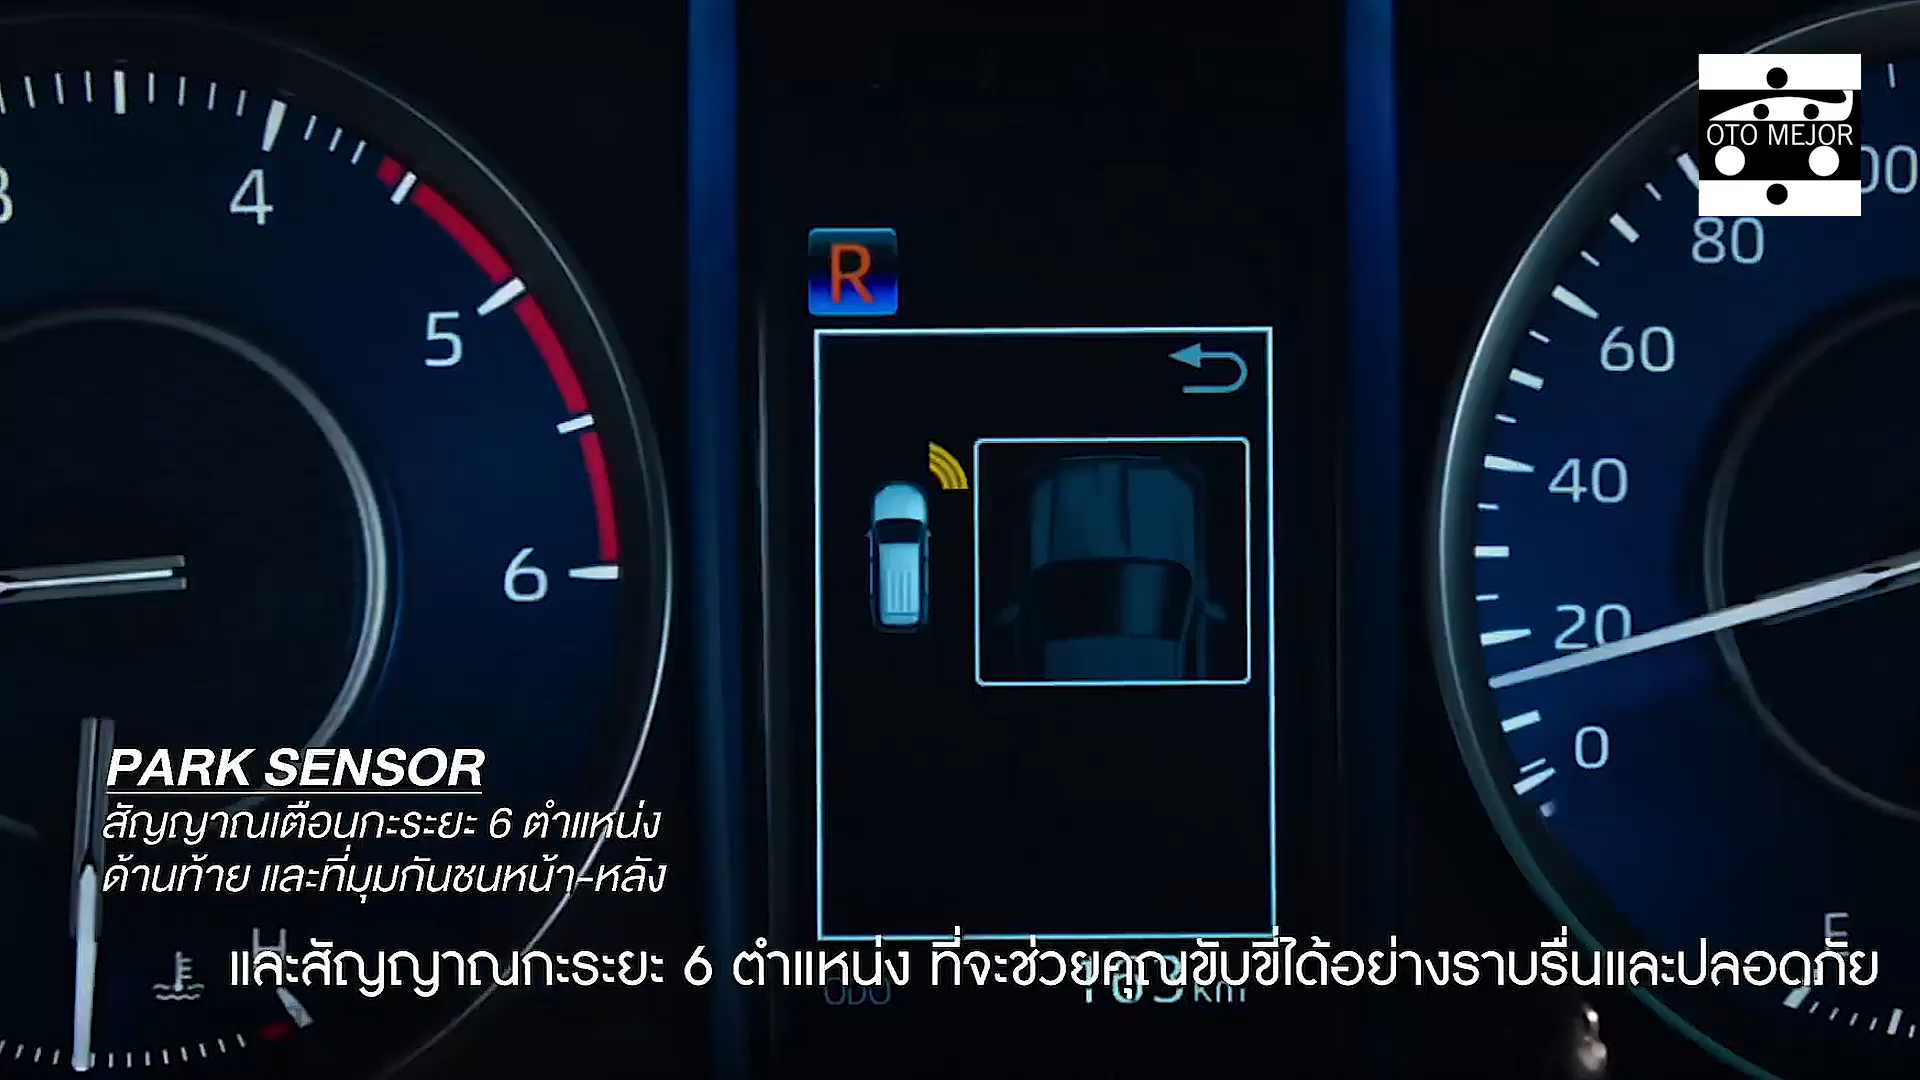 3
4
5
6
R
OTO MEJOR
100
80
60
40
20
0
PARK SENSOR
สัญญาณเตือนกะระยะ 6 ตำแหน่ง
ด้านท้าย และที่มุมกันชนหน้า-หลัง
H
E
และสัญญาณกะระยะ 6 ตำแหน่ง ที่จะช่วยคุณขับขี่ได้อย่างราบรื่นและปลอดภัย
ODO km